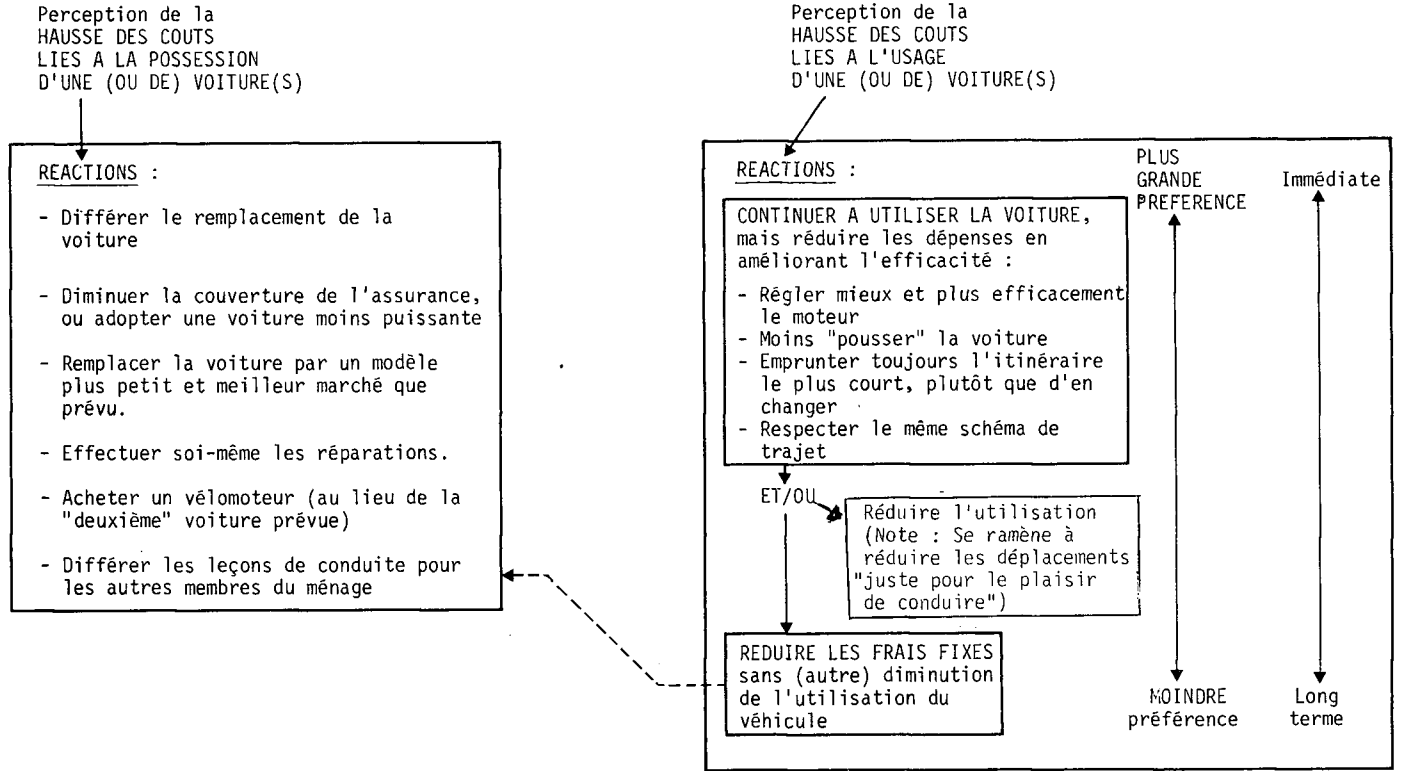 Perception de la
HAUSSE DES COUTS
LIES A LA POSSESSION
D'UNE (OU DE) VOITURE(S)
REACTIONS :
- Différer le remplacement de la
voiture
- Diminuer la couverture de l'assurance,
ou adopter une voiture moins puissante
- Remplacer la voiture par un modèle
plus petit et meilleur marché que
prévu.
- Effectuer soi-même les réparations.
- Acheter un vélomoteur (au lieu de la
"deuxième" voiture prévue)
- Différer les leçons de conduite pour
les autres membres du ménage
Perception de la
HAUSSE DES COUTS
LIES A L'USAGE
D'UNE (OU DE) VOITURE(S)
REACTIONS :
CONTINUER A UTILISER LA VOITURE,
mais réduire les dépenses en
améliorant l'efficacité :
- Régler mieux et plus efficacement
le moteur
- Moins "pousser" la voiture
- Emprunter toujours l'itinéraire
le plus court, plutôt que d'en
changer
- Respecter le même schéma de
trajet
ET/OU
Réduire l'utilisation
(Note : Se ramène à
réduire les déplacements
"juste pour le plaisir
de conduire")
REDUIRE LES FRAIS FIXES
sans (autre) diminution
de l'utilisation du
véhicule
PLUS
GRANDE
PREFERENCE
MOINDRE
préférence
Immédiate
Long
terme